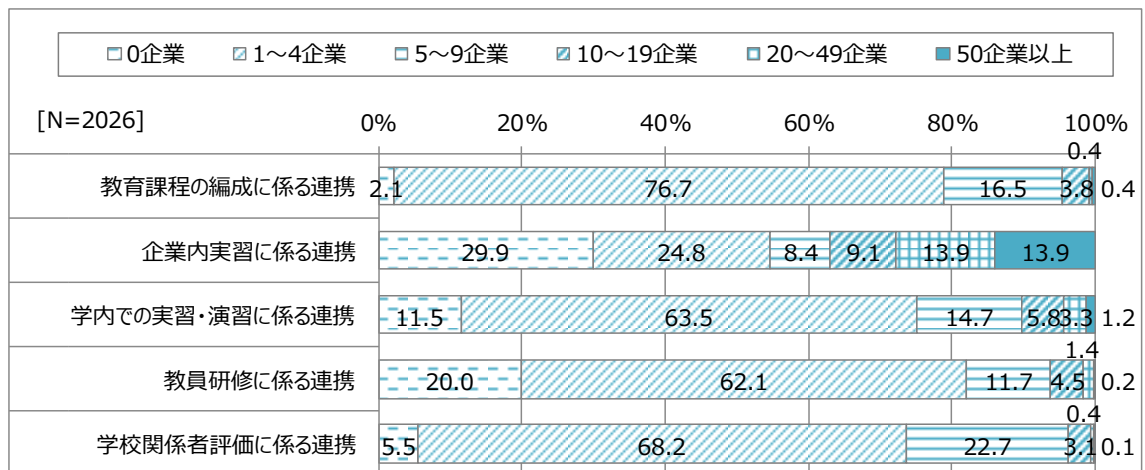 0企業 1～4企業 5～9企業 10～19企業 20～49企業 50企業以上
[N=2026] 0% 20% 40% 60% 80% 100%
0.4
教育課程の編成に係る連携 2.1 76.7 16.5 3.8 0.4
企業内実習に係る連携 29.9 24.8 8.4 9.1 13.9 13.9
学内での実習・演習に係る連携 11.5 63.5 14.7 5.8 3.3 1.2
1.4
教員研修に係る連携 20.0 62.1 11.7 4.5 0.2
0.4
学校関係者評価に係る連携 5.5 68.2 22.7 3.1 0.1